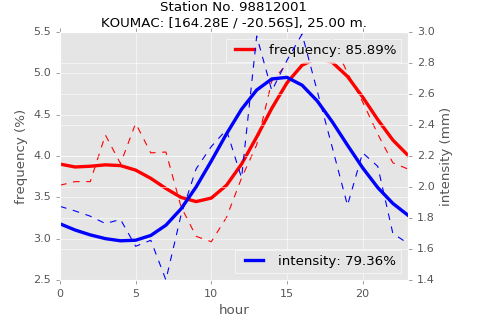 Station No. 98812001
KOUMAC: [164.28E / -20.56S], 25.00 m.
frequency: 85.89%
intensity: 79.36%
frequency (%)
5.5
5.0
4.5
4.0
3.5
3.0
2.5
intensity (mm)
3.0
2.8
2.6
2.4
2.2
2.0
1.8
1.6
1.4
0 5 10 15 20
hour